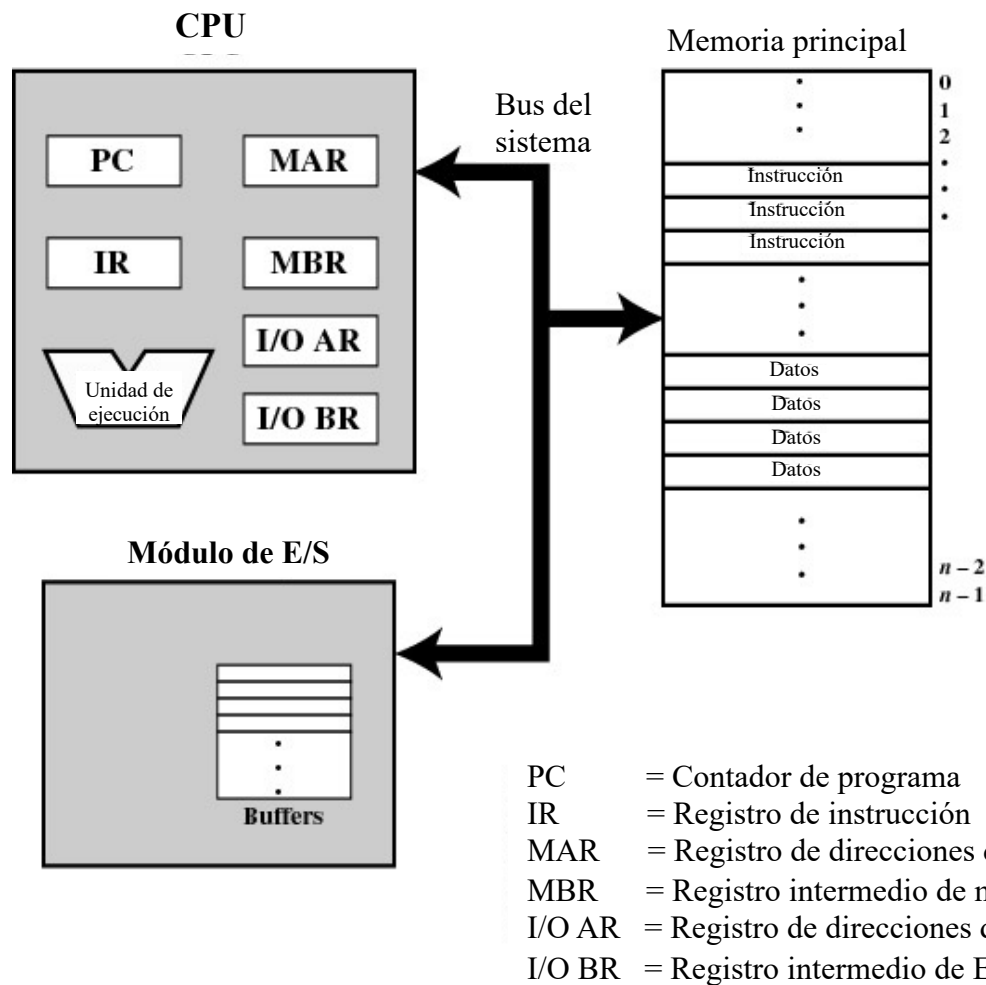 CPU
PC
MAR
IR
MBR
I/O AR
I/O BR
Unidad de
ejecución
Bus del
sistema
Memoria principal
0
1
2
Instrucción
Instrucción
Instrucción
Datos
Datos
Datos
Datos
n – 2
n – 1
Módulo de E/S
Buffers
PC = Contador de programa
IR = Registro de instrucción
MAR = Registro de direcciones
MBR = Registro intermedio de
I/O AR = Registro de direcciones
I/O BR = Registro intermedio de